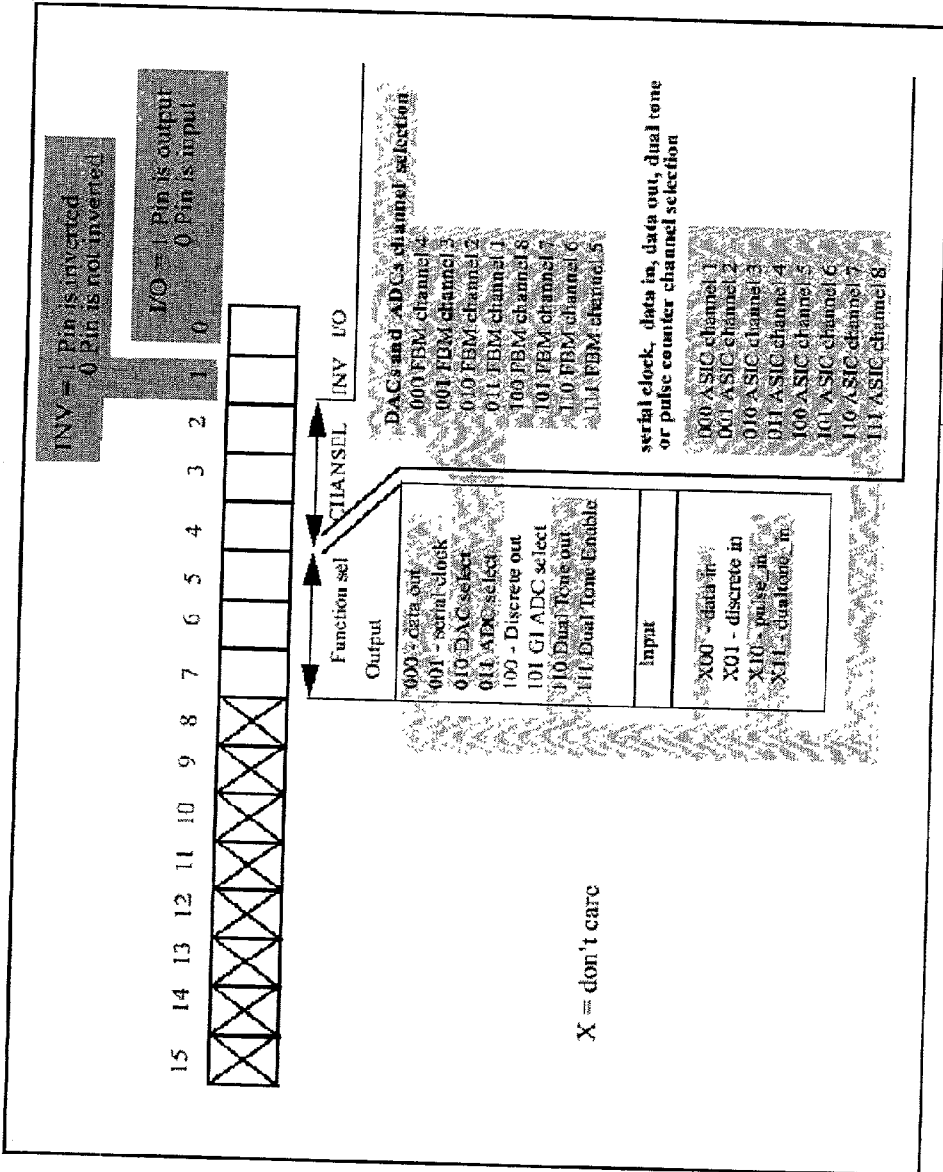 INV = 1 Pin is inverted
0 Pin is not inverted
I/O = 1 Pin is output
0 Pin is input
15 14 13 12 11 10 9 8 7 6 5 4 3 2 1 0
Function sel
CHANSEL
INV
I/O
Output
000 - data out
001 - serial clock
010 DAC select
011 ADC select
100 - Discrete out
101 G1 ADC select
110 Dual Tone out
111 Dual Tone Enable
Input
X00 - data in
X01 - discrete in
X10 - pulse_in
X11 - dualtone_in
DACs and ADCs channel selection
000 FBM channel 4
001 FBM channel 3
010 FBM channel 2
011 FBM channel 1
100 FBM channel 8
101 FBM channel 7
110 FBM channel 6
111 FBM channel 5
serial clock, data in, data out, dual tone
or pulse counter channel selection
000 ASIC channel 1
001 ASIC channel 2
010 ASIC channel 3
011 ASIC channel 4
100 ASIC channel 5
101 ASIC channel 6
110 ASIC channel 7
111 ASIC channel 8
X = don't care